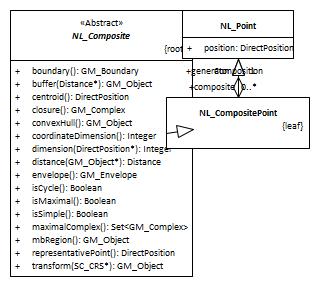 «Abstract»
NL_Composite
{root
+ boundary(): GM_Boundary
+ buffer(Distance*): GM_Object
+ centroid(): DirectPosition
+ closure(): GM_Complex
+ convexHull(): GM_Object
+ coordinateDimension(): Integer
+ dimension(DirectPosition*): Integer
+ distance(GM_Object*): Distance
+ envelope(): GM_Envelope
+ isCycle(): Boolean
+ isMaximal(): Boolean
+ isSimple(): Boolean
+ maximalComplex(): Set<GM_Complex>
+ mbRegion(): GM_Object
+ representativePoint(): DirectPosition
+ transform(SC_CRS*): GM_Object
NL_Point
+ position: DirectPosition
+generator
Composition
1
+composite
0..*
NL_CompositePoint
{leaf}